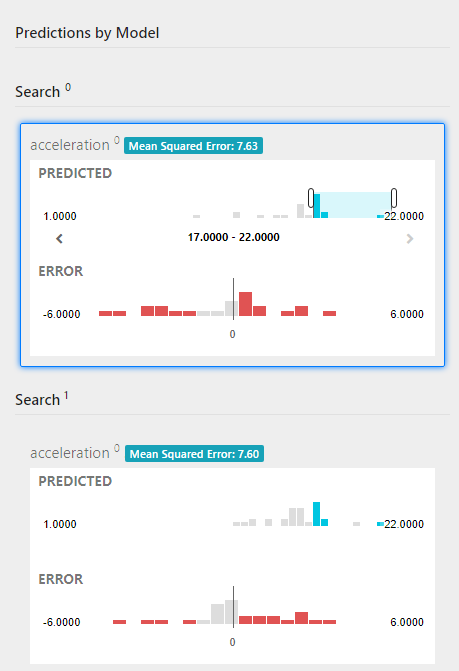 Predictions by Model
Search 0
acceleration 0 Mean Squared Error: 7.63
PREDICTED
1.0000 22.0000
17.0000 - 22.0000
ERROR
-6.0000 6.0000
0
Search 1
acceleration 0 Mean Squared Error: 7.60
PREDICTED
1.0000 22.0000
ERROR
-6.0000 6.0000
0